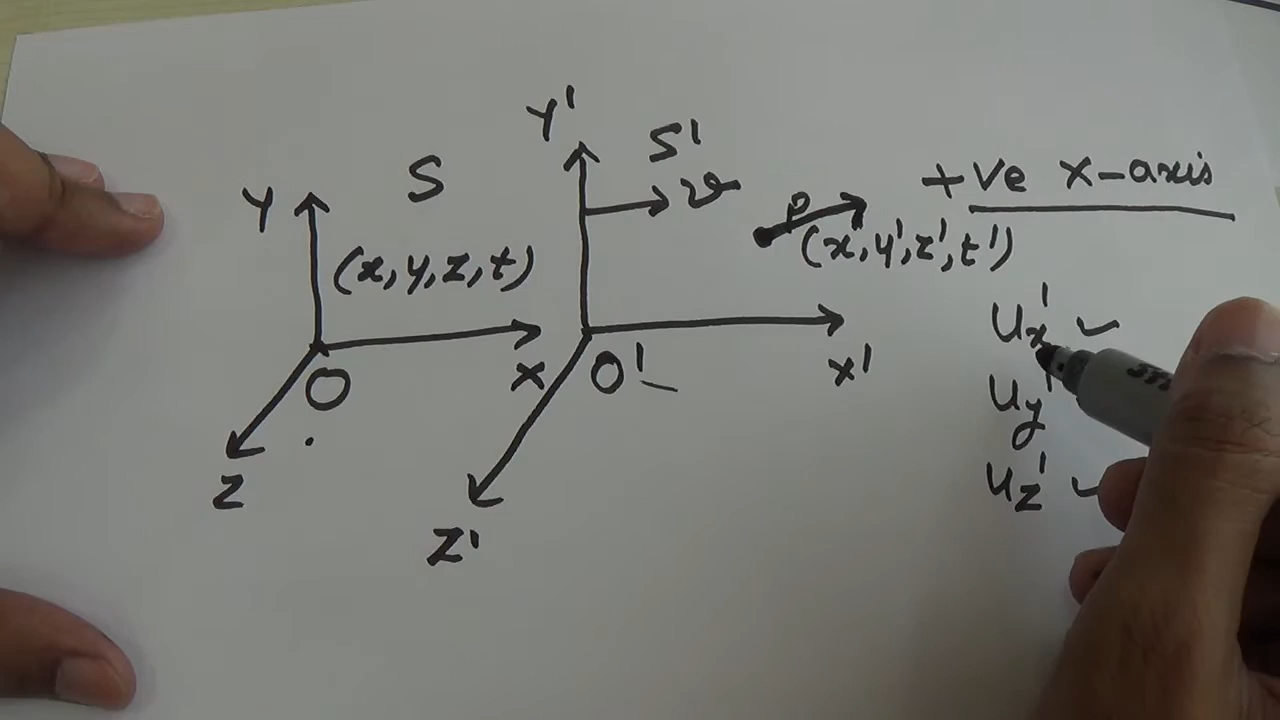 Y'
S
S'
Y
v
+ve x-axis
P
(x, y, z, t)
(x', y', z', t')
Ux' ✓
X
O
O'
X'
Uy'
Z
Uz' ✓
Z'